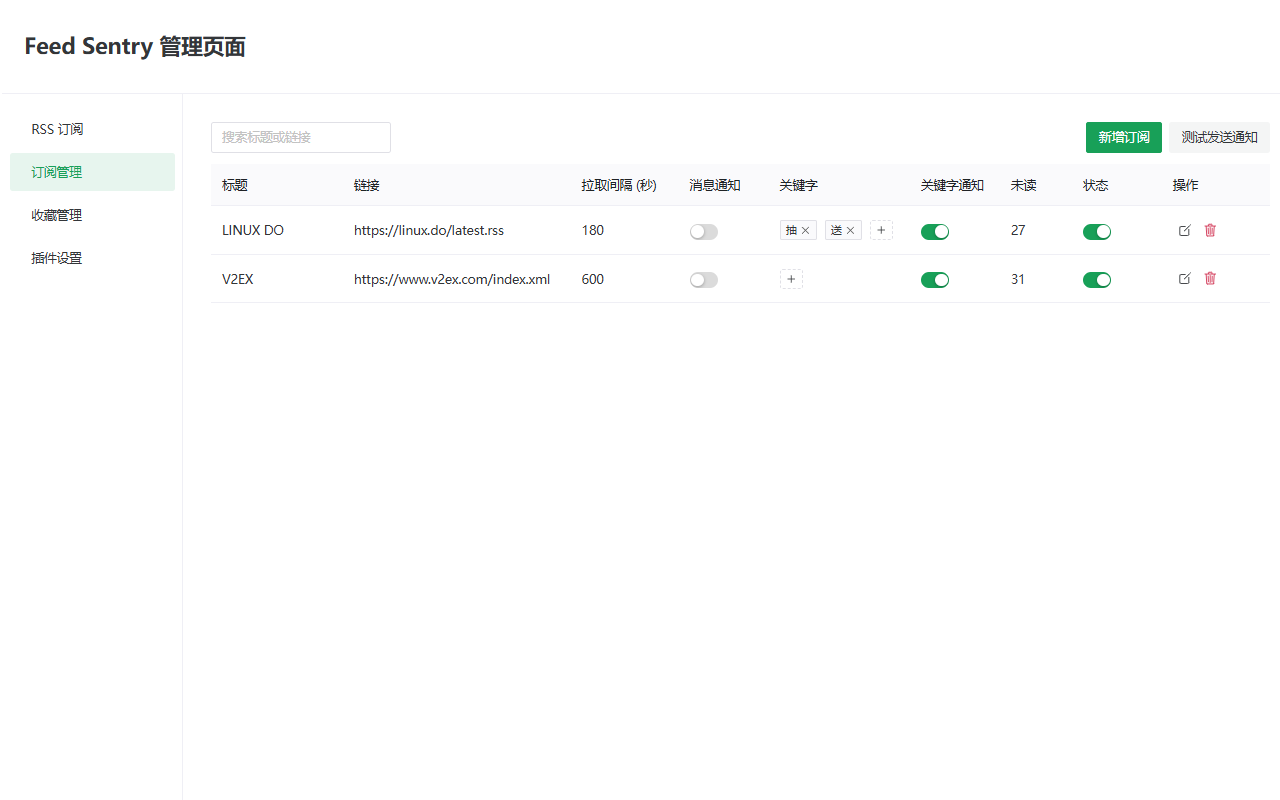 Feed Sentry 管理页面
RSS 订阅
订阅管理
收藏管理
插件设置
搜索标题或链接
新增订阅 测试发送通知
标题 链接 拉取间隔 (秒) 消息通知 关键字 关键字通知 未读 状态 操作
LINUX DO https://linux.do/latest.rss 180 抽 送 27
V2EX https://www.v2ex.com/index.xml 600 31